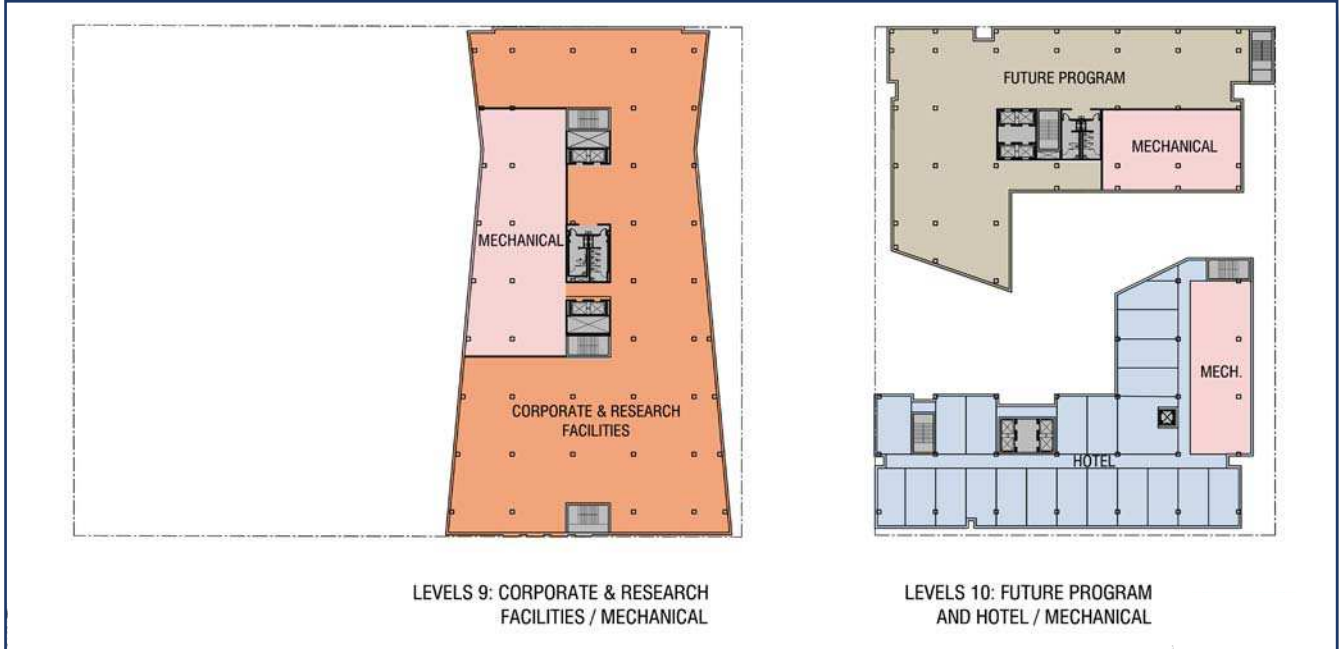 FUTURE PROGRAM
MECHANICAL
MECHANICAL
MECH.
CORPORATE & RESEARCH
FACILITIES
HOTEL
LEVELS 9: CORPORATE & RESEARCH
FACILITIES / MECHANICAL
LEVELS 10: FUTURE PROGRAM
AND HOTEL / MECHANICAL